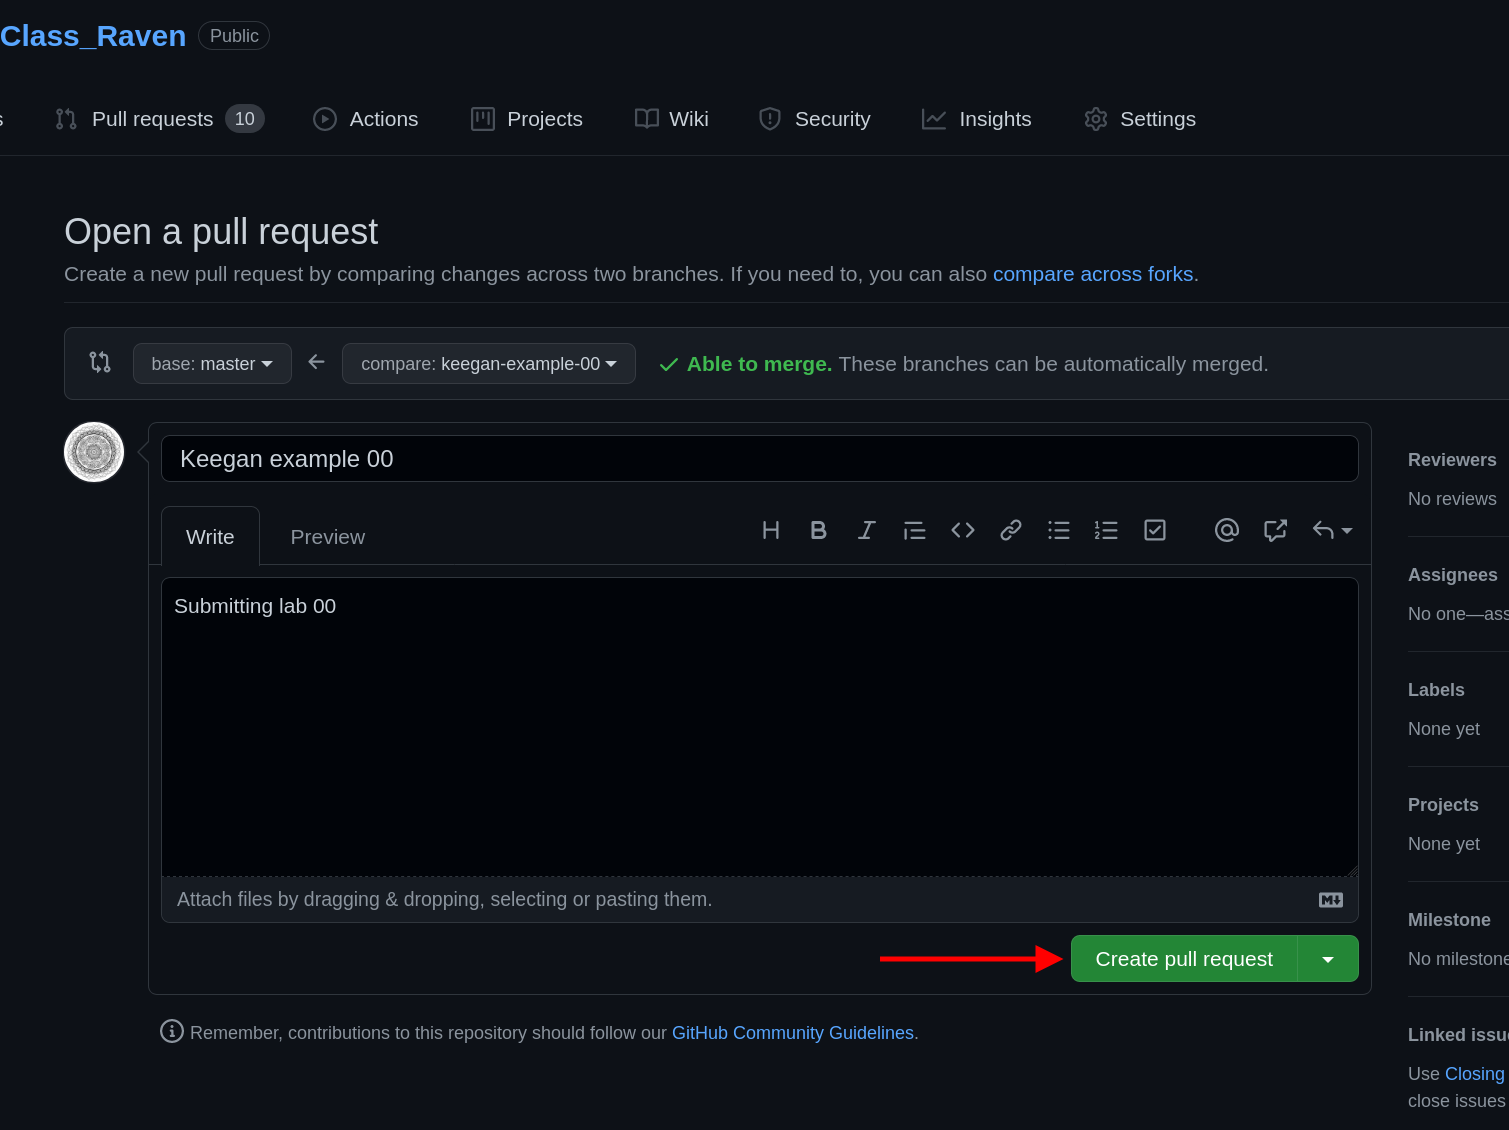 Class_Raven Public
s Pull requests 10 Actions Projects Wiki Security Insights Settings
Open a pull request
Create a new pull request by comparing changes across two branches. If you need to, you can also compare across forks.
base: master compare: keegan-example-00 Able to merge. These branches can be automatically merged.
Keegan example 00
Write Preview
Submitting lab 00
Attach files by dragging & dropping, selecting or pasting them.
Create pull request
Remember, contributions to this repository should follow our GitHub Community Guidelines.
Reviewers
No reviews
Assignees
No one—ass
Labels
None yet
Projects
None yet
Milestone
No milestone
Linked issu
Use Closing
close issues